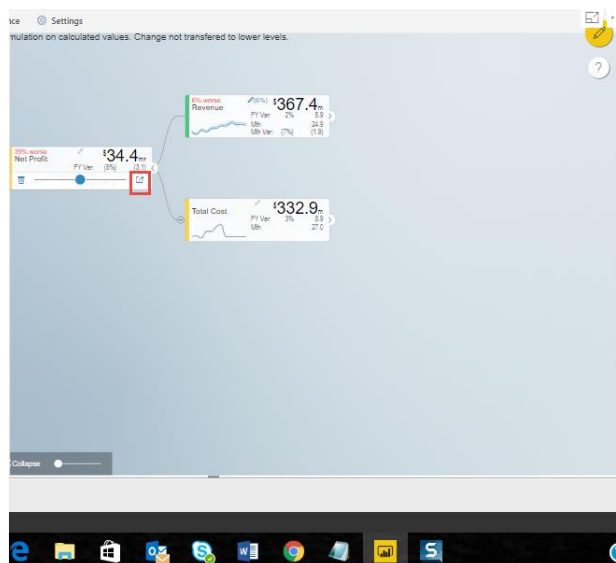 nce Settings
mulation on calculated values. Change not transfered to lower levels.
?
6% worse (6%) $367.4m
Revenue
FY Var: 2% 5.9
Mth 24.9
Mth Var: (7%) (1.9)
39% worse $34.4m
Net Profit
FY Var: (8%) (3.1)
Total Cost $332.9m
FY Var: 3% 8.9
Mth 27.0
Collapse